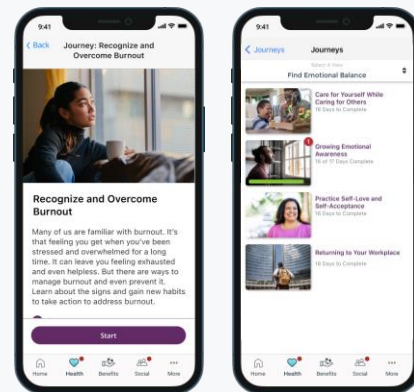 9:41
Back
Journey: Recognize and
Overcome Burnout
Recognize and Overcome
Burnout
Many of us are familiar with burnout. It's
that feeling you get when you've been
stressed and overwhelmed for a long
time. It can leave you feeling exhausted
and even helpless. But there are ways to
manage burnout and even prevent it.
Learn about the signs and gain new habits
to take action to address burnout.
Start
Home
Health
Benefits
Social
More
9:41
Journeys
Journeys
Select A View
Find Emotional Balance
Care for Yourself While
Caring for Others
16 Days to Complete
1
Growing Emotional
Awareness
16 of 17 Days Complete
Practice Self-Love and
Self-Acceptance
16 Days to Complete
Returning to Your Workplace
16 Days to Complete
Home
Health
Benefits
Social
More